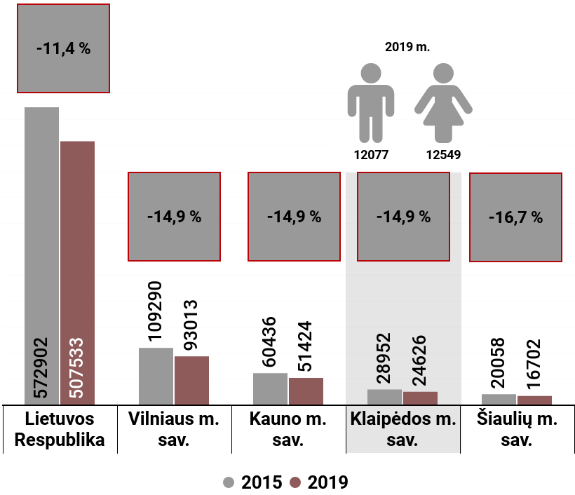 -11,4 %
2019 m.
12077 12549
-14,9 % -14,9 % -14,9 % -16,7 %
572902 507533 109290 93013 60436 51424 28952 24626 20058 16702
Lietuvos Vilniaus m. Kauno m. Klaipėdos m. Šiaulių m.
Respublika sav. sav. sav. sav.
2015 2019